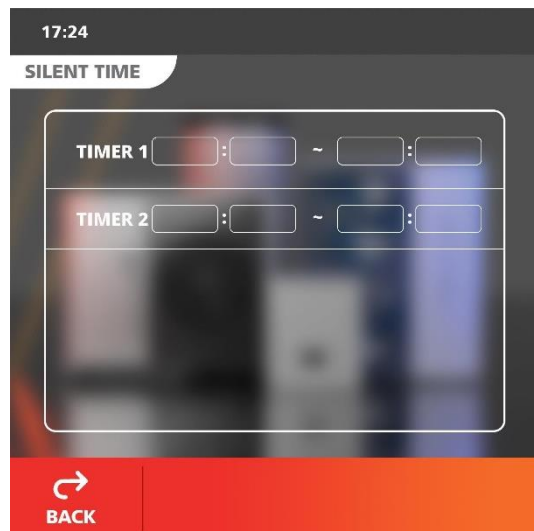 17:24
SILENT TIME
TIMER 1 : ~ :
TIMER 2 : ~ :
BACK